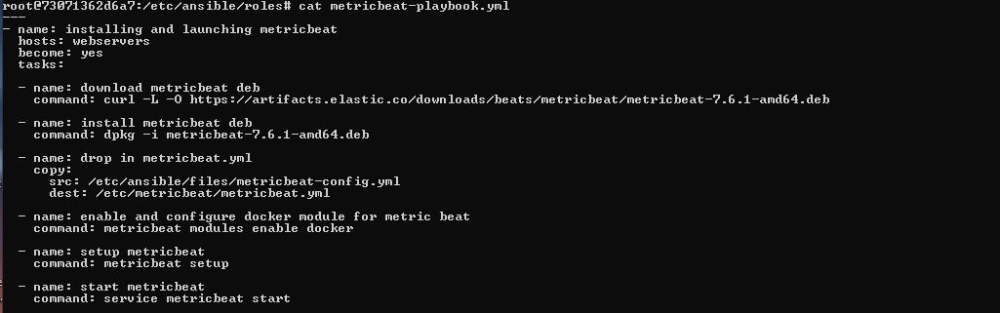 root@73071362d6a7:/etc/ansible/roles# cat metricbeat-playbook.yml
---
- name: installing and launching metricbeat
  hosts: webservers
  become: yes
  tasks:

  - name: download metricbeat deb
    command: curl -L -O https://artifacts.elastic.co/downloads/beats/metricbeat/metricbeat-7.6.1-amd64.deb

  - name: install metricbeat deb
    command: dpkg -i metricbeat-7.6.1-amd64.deb

  - name: drop in metricbeat.yml
    copy:
      src: /etc/ansible/files/metricbeat-config.yml
      dest: /etc/metricbeat/metricbeat.yml

  - name: enable and configure docker module for metric beat
    command: metricbeat modules enable docker

  - name: setup metricbeat
    command: metricbeat setup

  - name: start metricbeat
    command: service metricbeat start